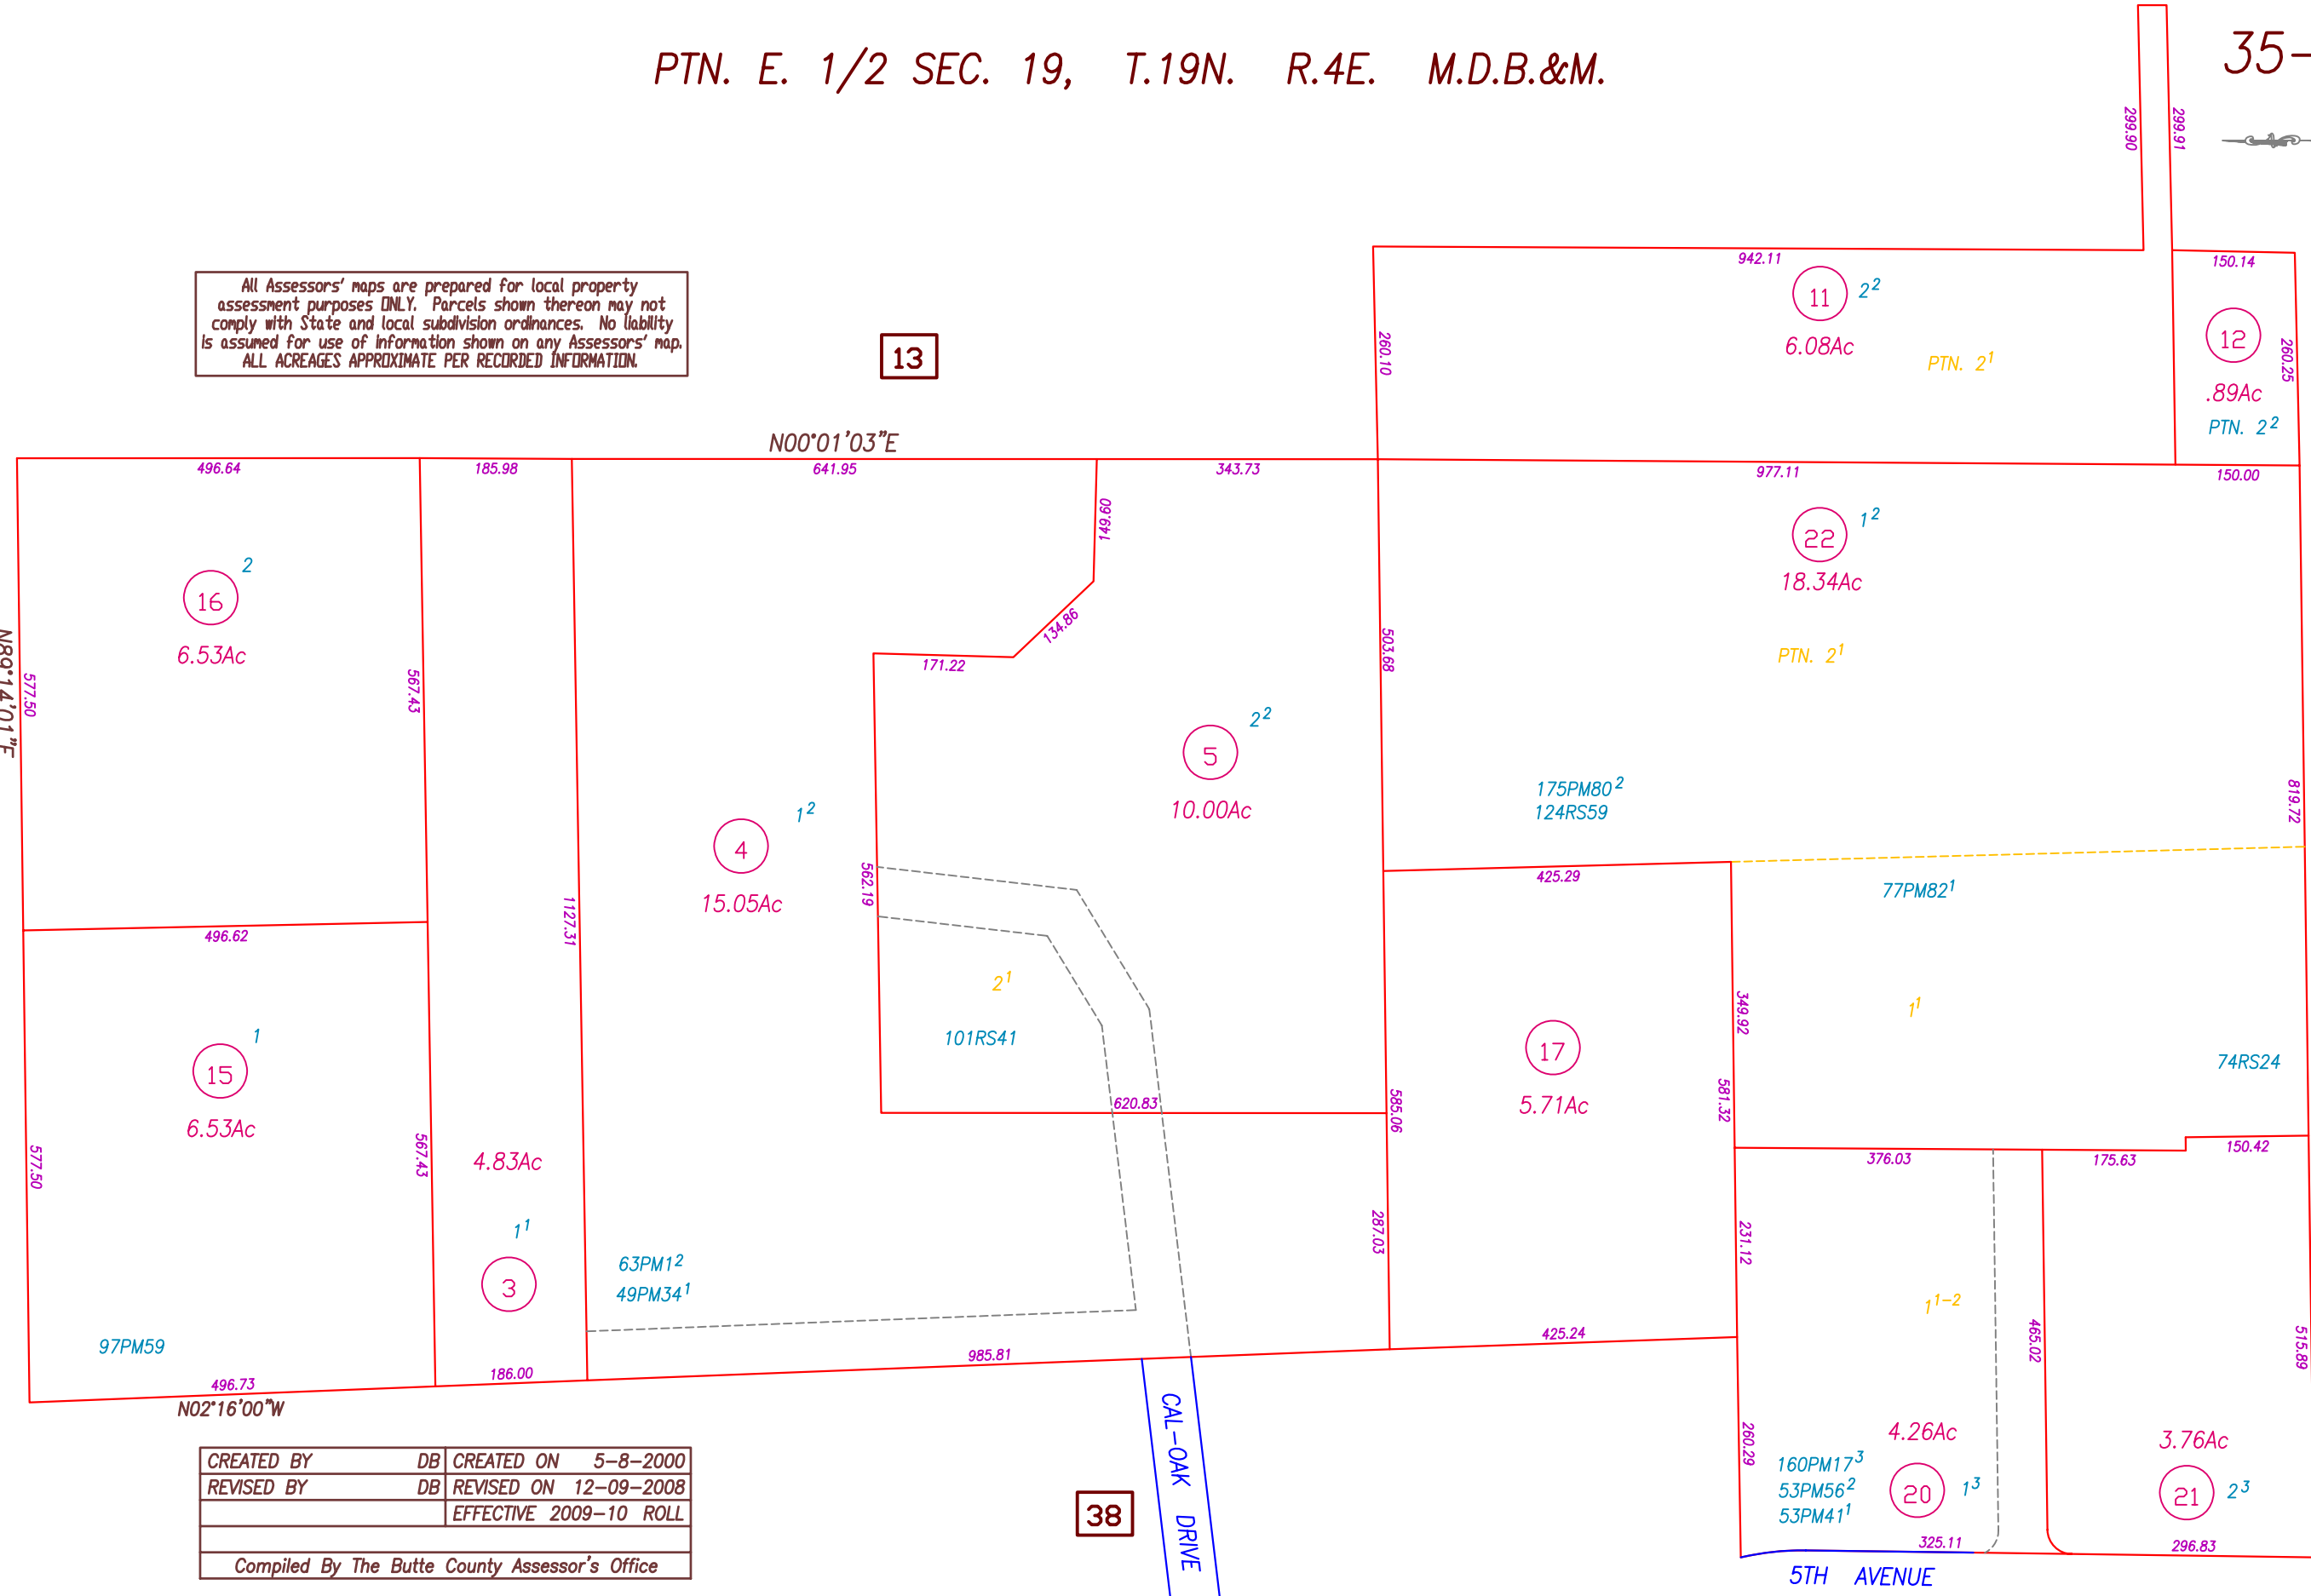 PTN. E. 1/2 SEC. 19, T.19N. R.4E. M.D.B.&M.
35-
299.90
299.91
All Assessors' maps are prepared for local property
assessment purposes ONLY. Parcels shown thereon may not
comply with State and local subdivision ordinances. No liability
is assumed for use of information shown on any Assessors' map.
ALL ACREAGES APPROXIMATE PER RECORDED INFORMATION.
13
942.11
11
2²
6.08Ac
PTN. 2¹
260.10
150.14
12
260.25
.89Ac
PTN. 2²
N00°01'03"E
496.64
185.98
641.95
343.73
977.11
150.00
149.60
134.86
171.22
16
2
6.53Ac
N89°14'01"E
577.50
567.43
22
1²
18.34Ac
PTN. 2¹
503.68
5
2²
10.00Ac
175PM80²
124RS59
819.72
4
1²
15.05Ac
562.19
1127.31
496.62
425.29
77PM82¹
1¹
349.92
74RS24
2¹
101RS41
620.83
15
1
6.53Ac
577.50
567.43
4.83Ac
1¹
3
17
5.71Ac
585.06
581.32
376.03
175.63
150.42
287.03
231.12
63PM1²
49PM34¹
97PM59
496.73
N02°16'00"W
186.00
985.81
425.24
1¹⁻²
465.02
515.89
260.29
4.26Ac
160PM17³
53PM56²
53PM41¹
20
1³
3.76Ac
21
2³
325.11
296.83
5TH AVENUE
CAL-OAK DRIVE
38
CREATED BY DB CREATED ON 5-8-2000
REVISED BY DB REVISED ON 12-09-2008
EFFECTIVE 2009-10 ROLL
Compiled By The Butte County Assessor's Office